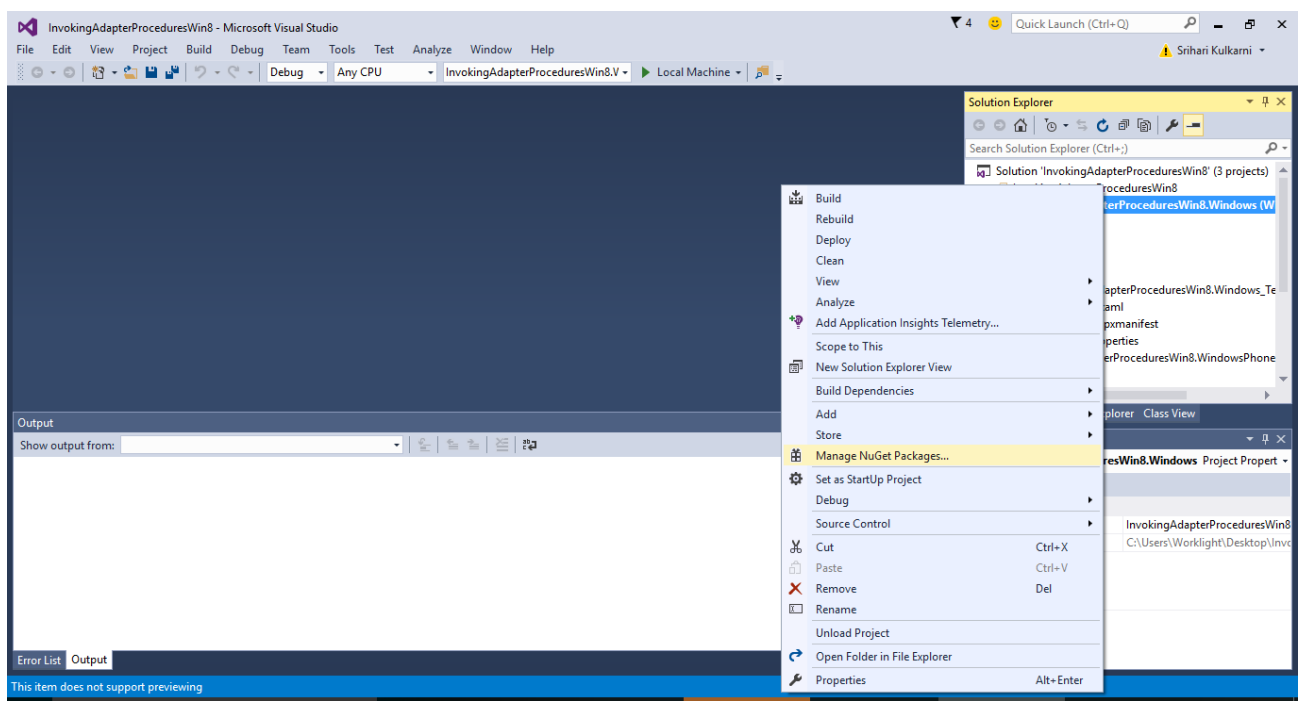 InvokingAdapterProceduresWin8 - Microsoft Visual Studio
4
Quick Launch (Ctrl+Q)
File Edit View Project Build Debug Team Tools Test Analyze Window Help
Srihari Kulkarni
Debug Any CPU InvokingAdapterProceduresWin8.V Local Machine
Solution Explorer
Search Solution Explorer (Ctrl+;)
Solution 'InvokingAdapterProceduresWin8' (3 projects)
roceduresWin8
terProceduresWin8.Windows (W
apterProceduresWin8.Windows_Te
aml
pxmanifest
perties
erProceduresWin8.WindowsPhone
plorer Class View
Build
Rebuild
Deploy
Clean
View
Analyze
Add Application Insights Telemetry...
Scope to This
New Solution Explorer View
Build Dependencies
Add
Store
Manage NuGet Packages...
Set as StartUp Project
Debug
Source Control
Cut Ctrl+X
Paste Ctrl+V
Remove Del
Rename
Unload Project
Open Folder in File Explorer
Properties Alt+Enter
resWin8.Windows Project Propert
InvokingAdapterProceduresWin8
C:\Users\Worklight\Desktop\Invo
Output
Show output from:
Error List Output
This item does not support previewing